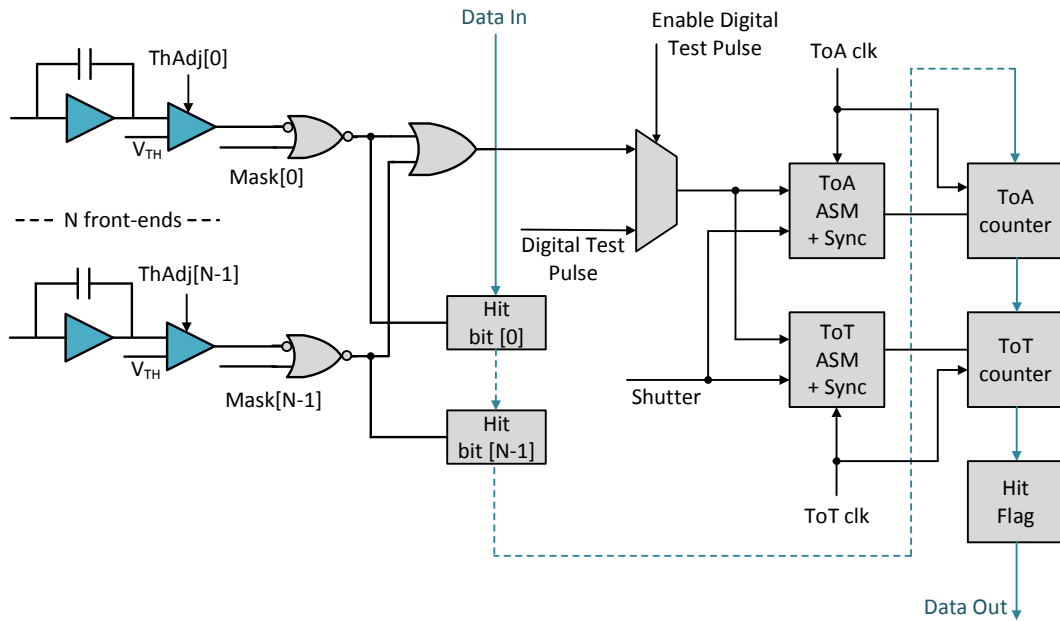 Data In
Enable Digital
Test Pulse
ThAdj[0]
ToA clk
V_TH
Mask[0]
ToA
ASM
+ Sync
ToA
counter
N front-ends
Digital Test
Pulse
ThAdj[N-1]
Hit
bit [0]
ToT
ASM
+ Sync
ToT
counter
V_TH
Mask[N-1]
Shutter
Hit
bit [N-1]
ToT clk
Hit
Flag
Data Out